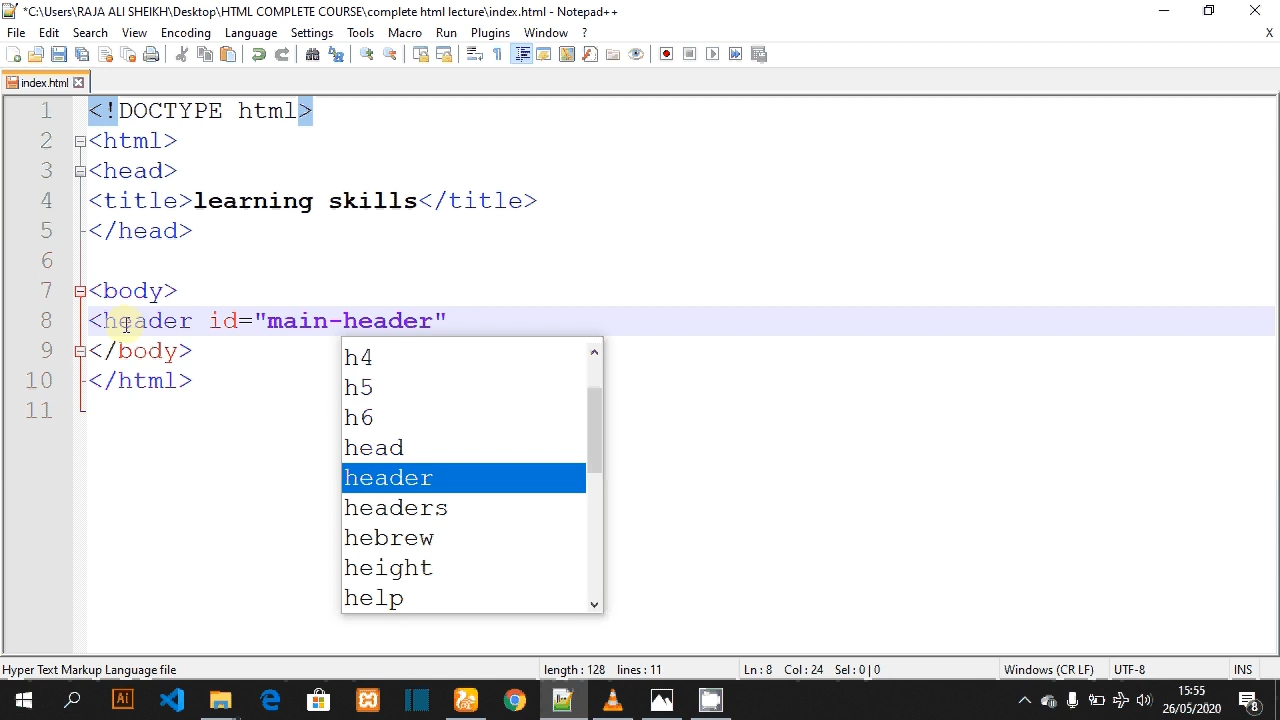 *C:\Users\RAJA ALI SHEIKH\Desktop\HTML COMPLETE COURSE\complete html lecture\index.html - Notepad++
File Edit Search View Encoding Language Settings Tools Macro Run Plugins Window ? X
index.html
1 <!DOCTYPE html>
2 <html>
3 <head>
4 <title>learning skills</title>
5 </head>
6
7 <body>
8 <header id="main-header"
9 </body>
10 </html>
11
h4
h5
h6
head
header
headers
hebrew
height
help
Hyper Text Markup Language file length : 128 lines : 11 Ln : 8 Col : 24 Sel : 0 | 0 Windows (CR LF) UTF-8 INS
Ai
15:55
26/05/2020
8